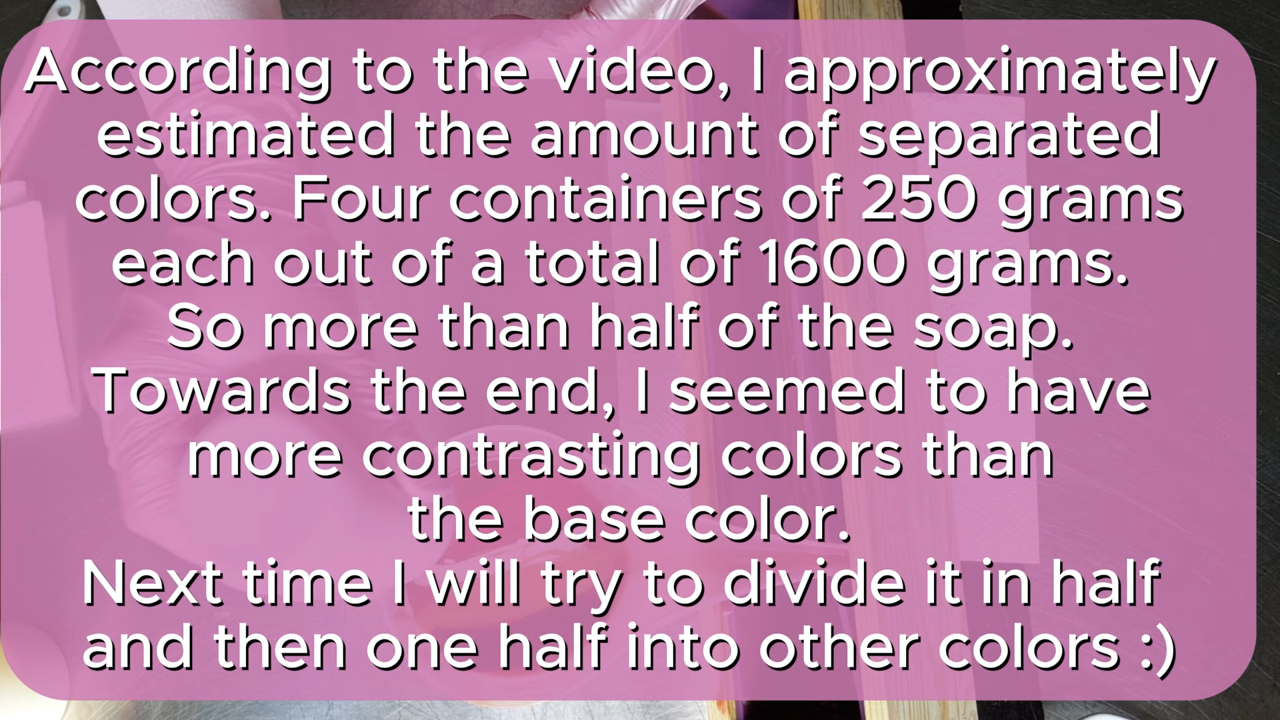 According to the video, I approximately
estimated the amount of separated
colors. Four containers of 250 grams
each out of a total of 1600 grams.
So more than half of the soap.
Towards the end, I seemed to have
more contrasting colors than
the base color.
Next time I will try to divide it in half
and then one half into other colors :)